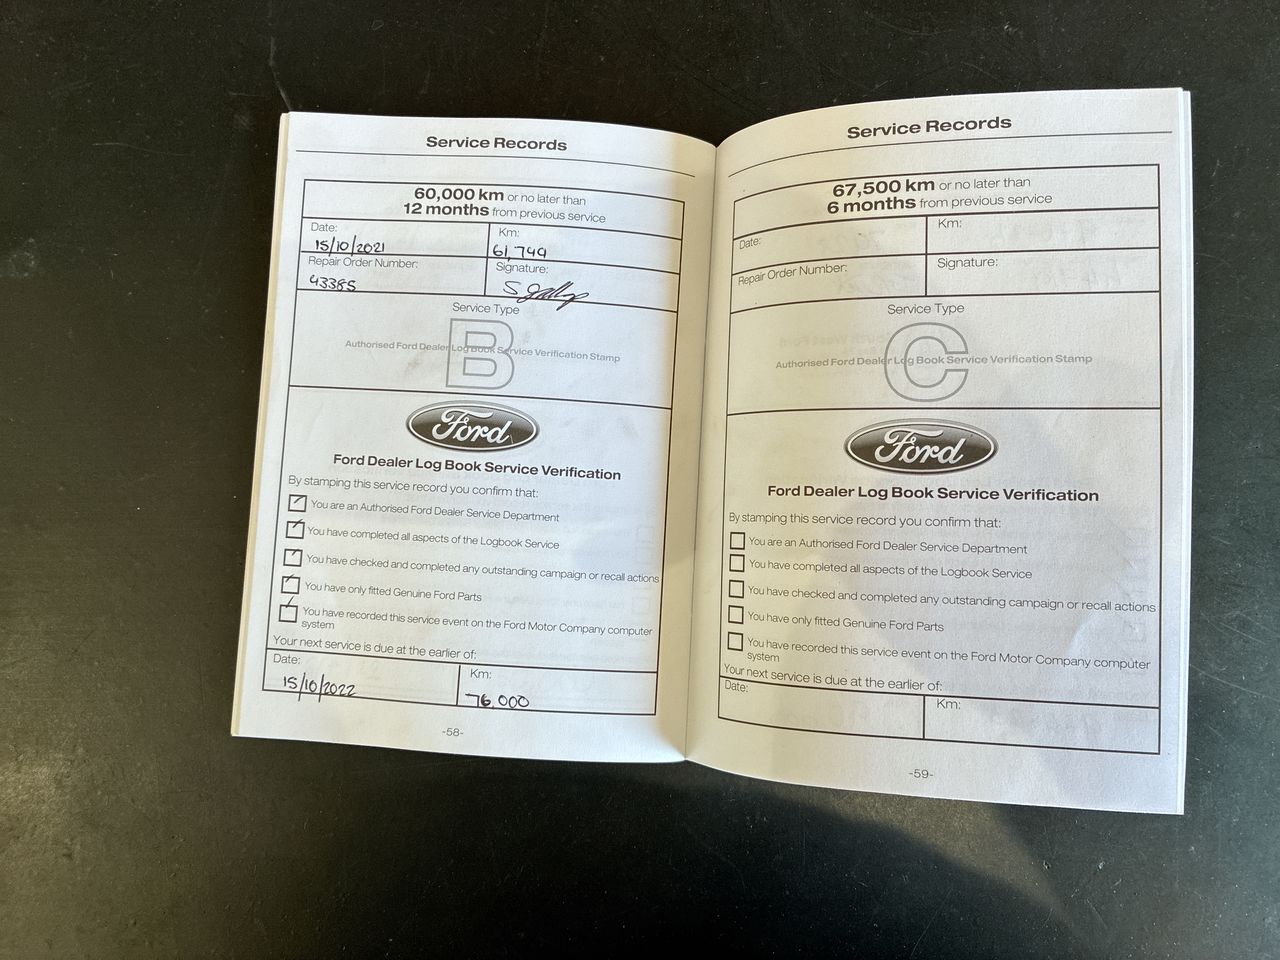 Service Records
60,000 km or no later than
12 months from previous service
Date:
15/10/2021
Km:
61,749
Repair Order Number:
43385
Signature:
Service Type
B
Authorised Ford Dealer Log Book Service Verification Stamp
Ford
Ford Dealer Log Book Service Verification
By stamping this service record you confirm that:
You are an Authorised Ford Dealer Service Department
You have completed all aspects of the Logbook Service
You have checked and completed any outstanding campaign or recall actions
You have only fitted Genuine Ford Parts
You have recorded this service event on the Ford Motor Company computer
system
Your next service is due at the earlier of:
Date:
15/10/2022
Km:
76,000
-58-
Service Records
67,500 km or no later than
6 months from previous service
Date:
Km:
Repair Order Number:
Signature:
Service Type
C
Authorised Ford Dealer Log Book Service Verification Stamp
Ford
Ford Dealer Log Book Service Verification
By stamping this service record you confirm that:
You are an Authorised Ford Dealer Service Department
You have completed all aspects of the Logbook Service
You have checked and completed any outstanding campaign or recall actions
You have only fitted Genuine Ford Parts
You have recorded this service event on the Ford Motor Company computer
system
Your next service is due at the earlier of:
Date:
Km:
-59-